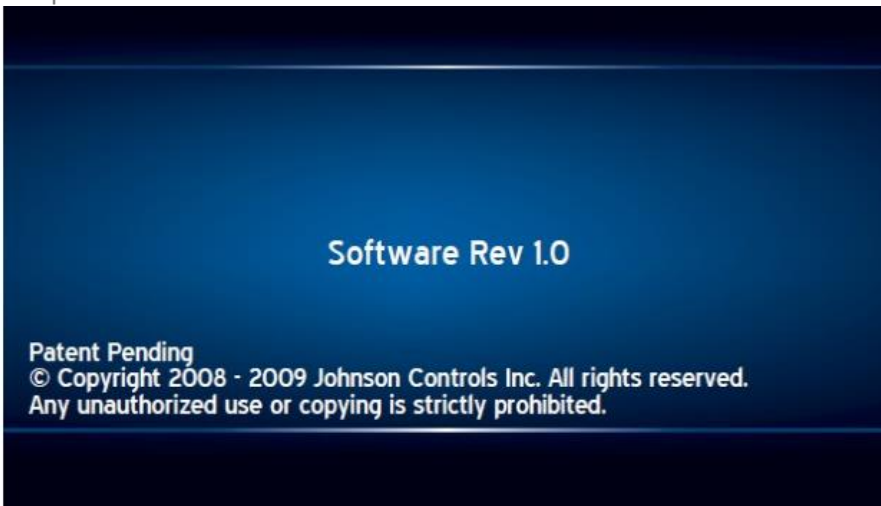 Software Rev 1.0
Patent Pending
© Copyright 2008 - 2009 Johnson Controls Inc. All rights reserved.
Any unauthorized use or copying is strictly prohibited.